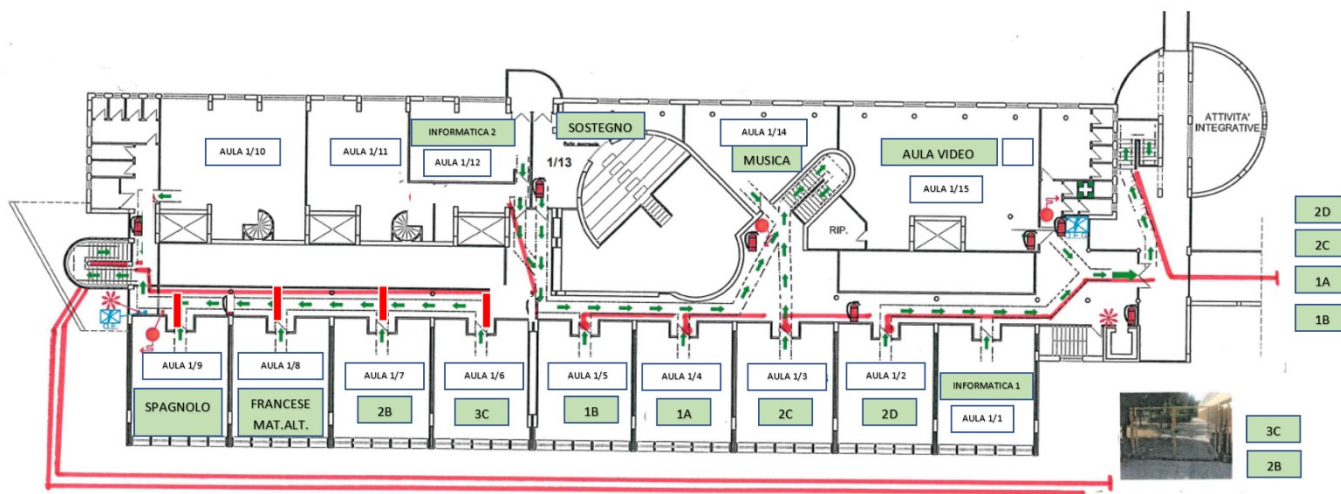 ATTIVITA'
INTEGRATIVE
INFORMATICA 2
SOSTEGNO
AULA 1/14
AULA 1/10
AULA 1/11
AULA 1/12
1/13
MUSICA
AULA VIDEO
AULA 1/15
RIP.
2D
2C
1A
1B
AULA 1/9
AULA 1/8
AULA 1/7
AULA 1/6
AULA 1/5
AULA 1/4
AULA 1/3
AULA 1/2
INFORMATICA 1
SPAGNOLO
FRANCESE
MAT.ALT.
2B
3C
1B
1A
2C
2D
AULA 1/1
3C
2B